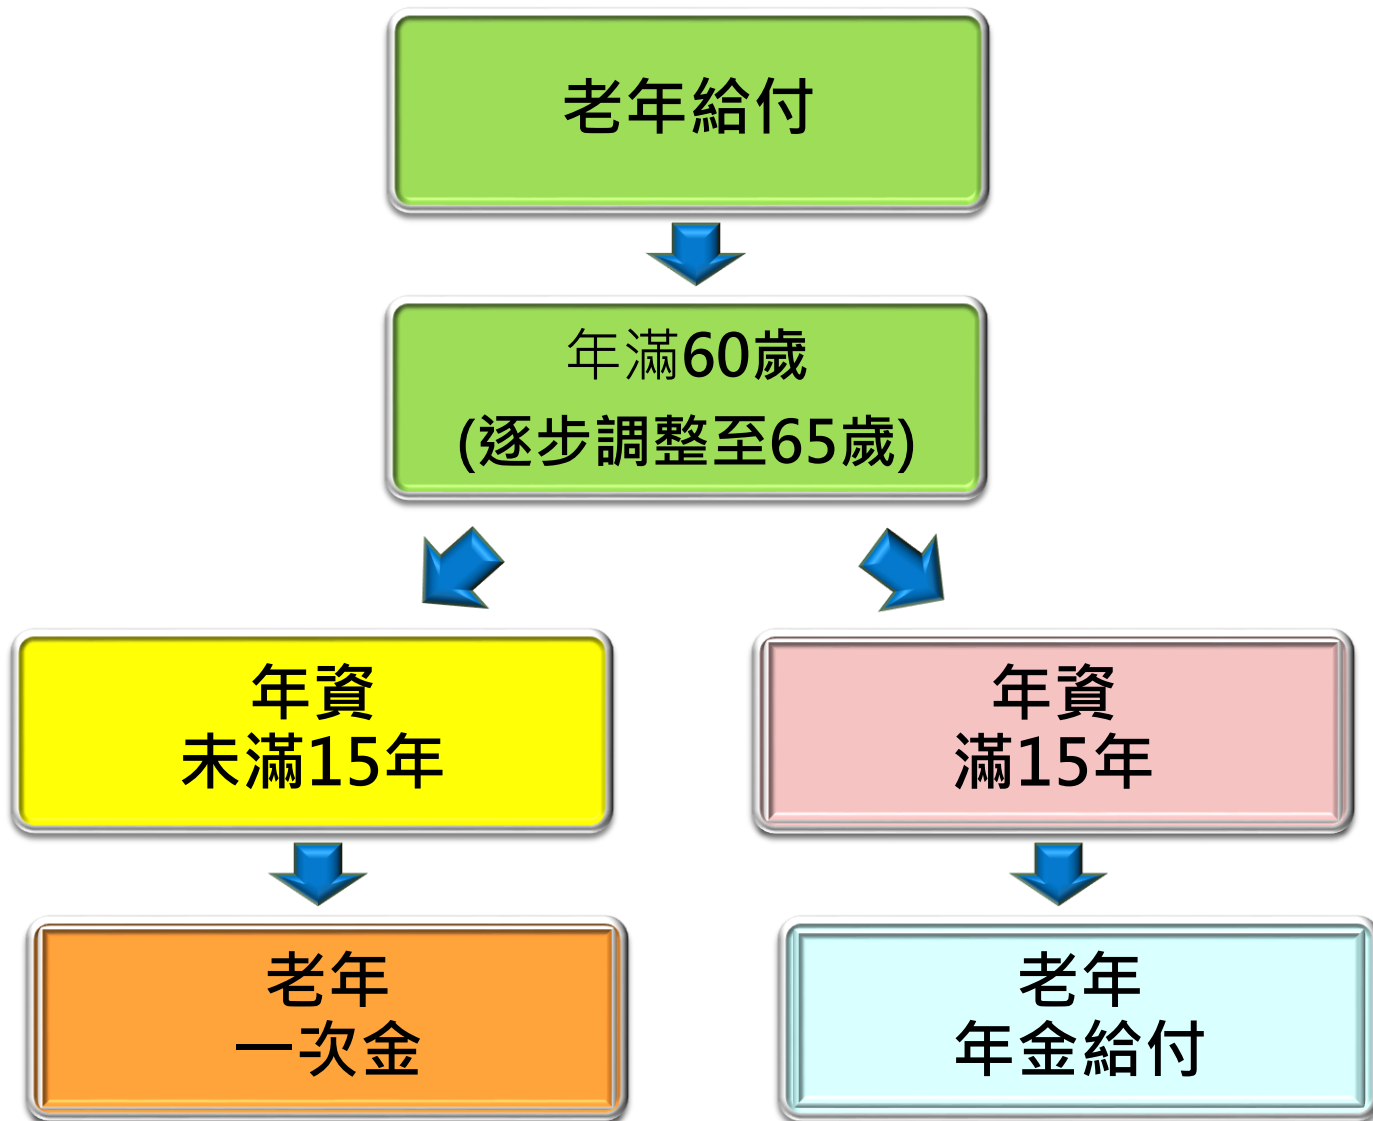 老年給付
年滿60歲
(逐步調整至65歲)
年資
未滿15年
年資
滿15年
老年
一次金
老年
年金給付